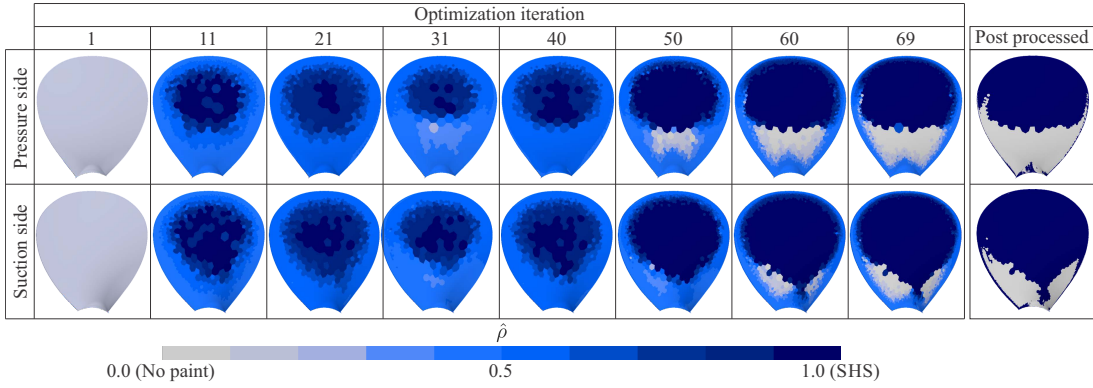 Optimization iteration
1 11 21 31 40 50 60 69 Post processed
Pressure side
Suction side
ρ̂
0.0 (No paint) 0.5 1.0 (SHS)